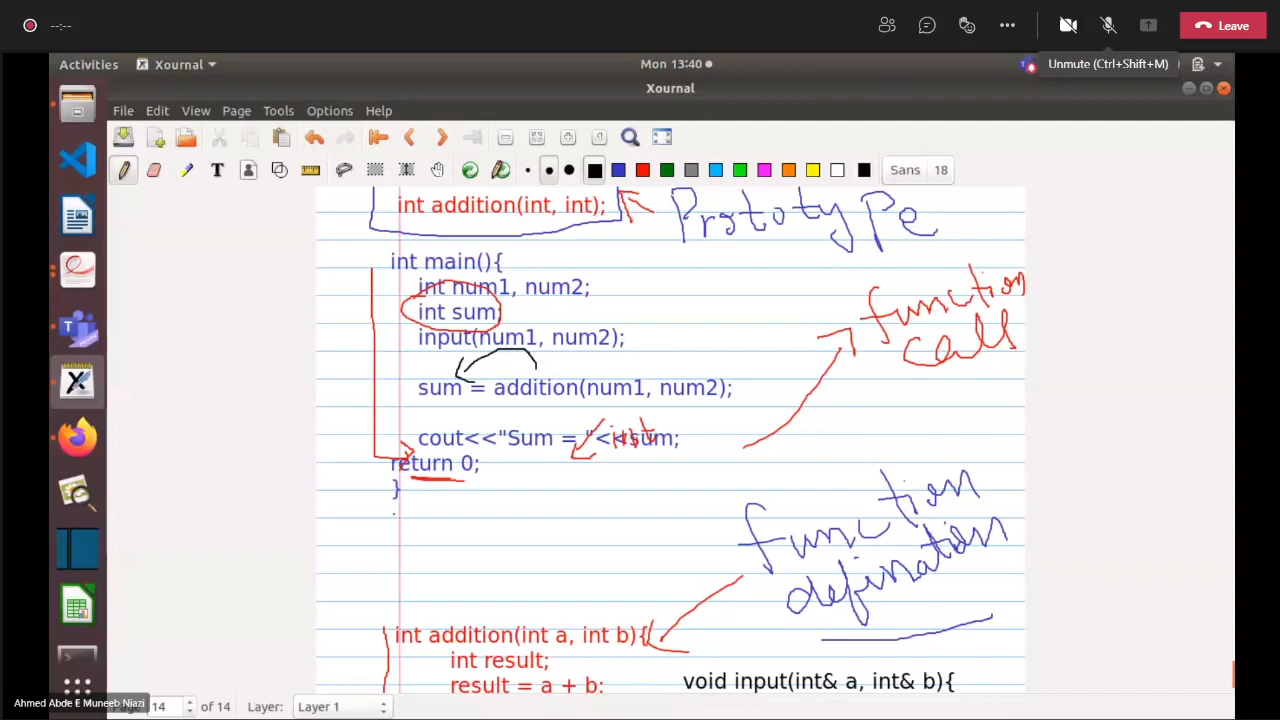 --:--
Leave
Activities
Xournal
Mon 13:40
Unmute (Ctrl+Shift+M)
Xournal
File Edit View Page Tools Options Help
Sans 18
int addition(int, int);
Prototype
int main(){
int num1, num2;
int sum;
input(num1, num2);
function
call
sum = addition(num1, num2);
cout<<"Sum = "<<sum;
int
return 0;
}
function
defination
int addition(int a, int b){
int result;
result = a + b;
void input(int& a, int& b){
Ahmed Abde E Muneeb Niazi
Page 14 of 14 Layer: Layer 1